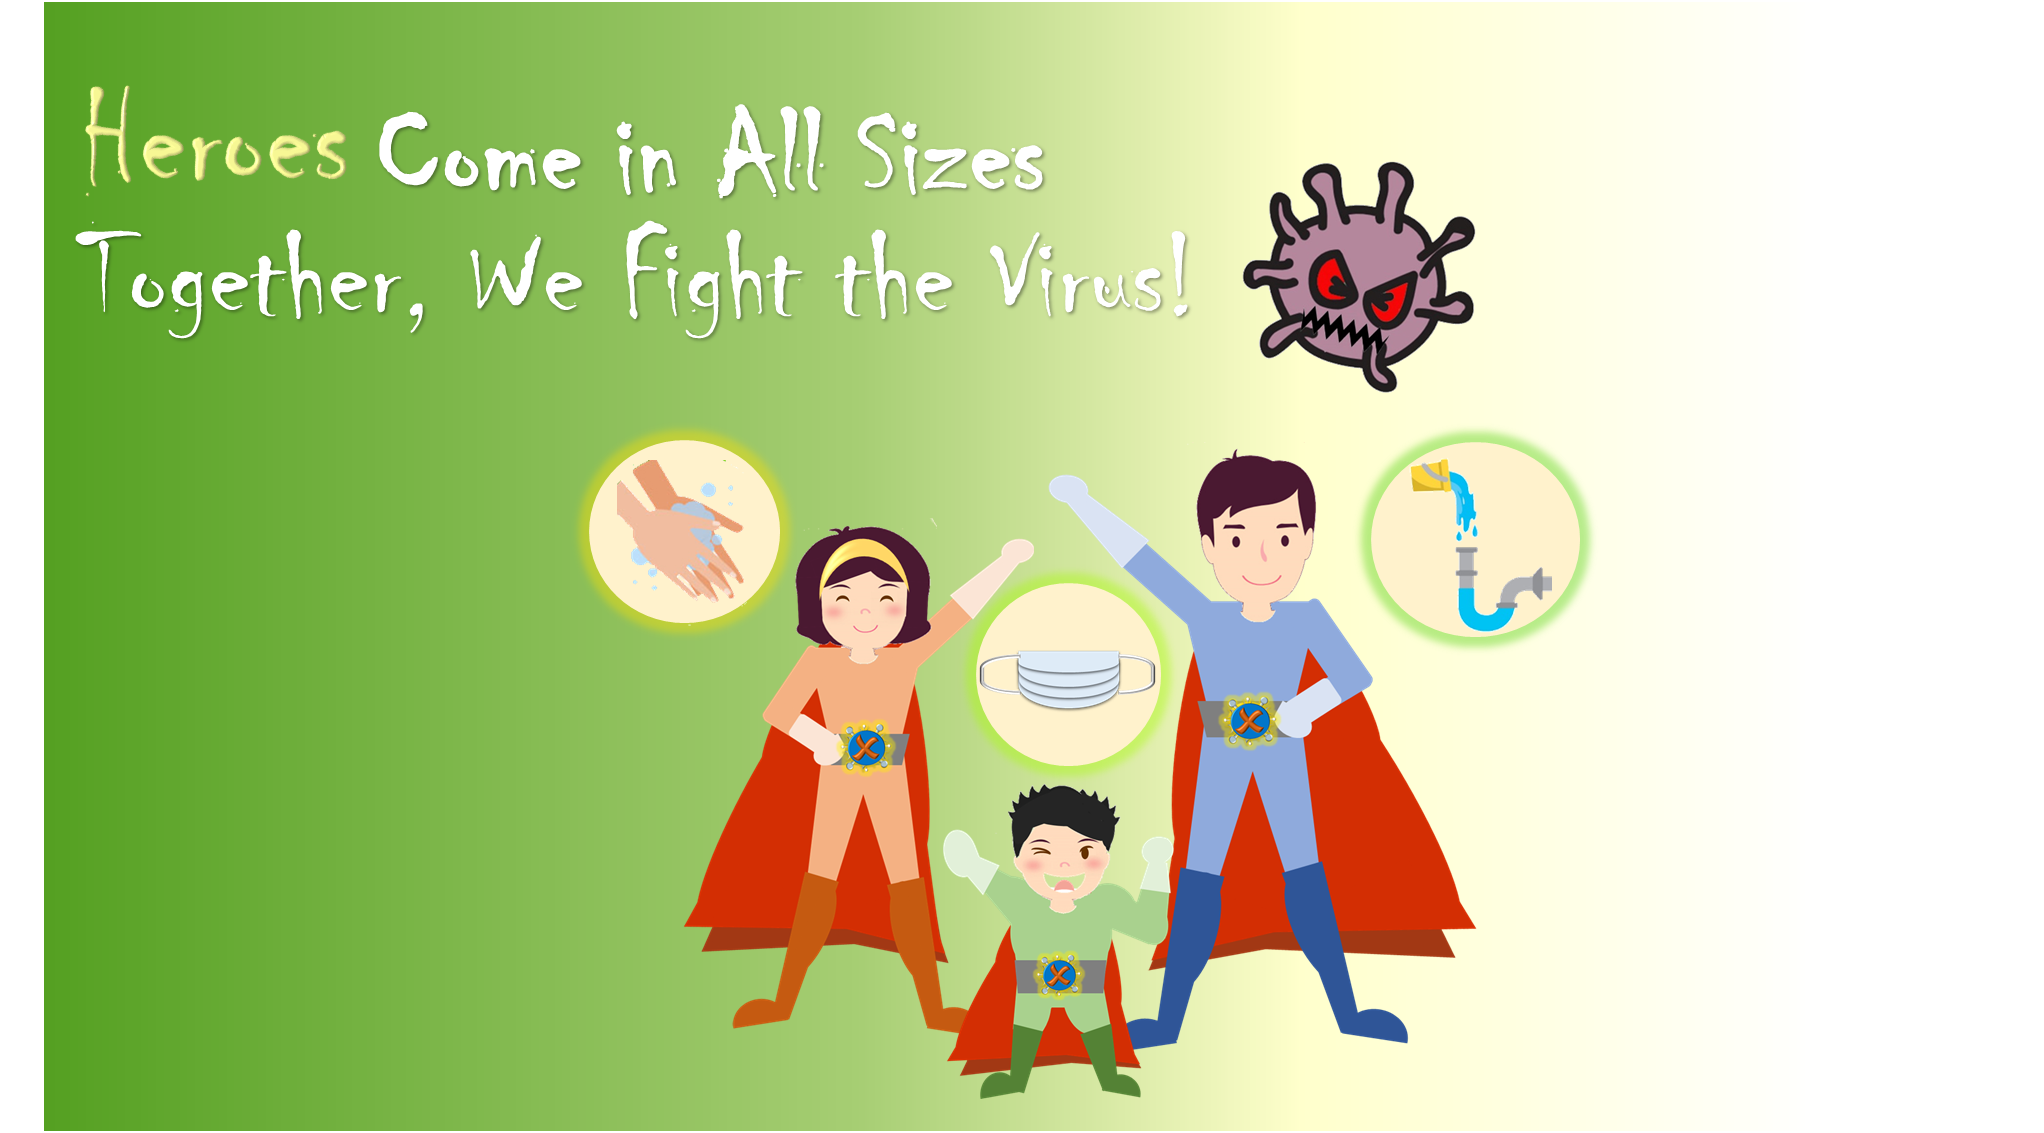 Heroes Come in All Sizes
Together, We Fight the Virus!